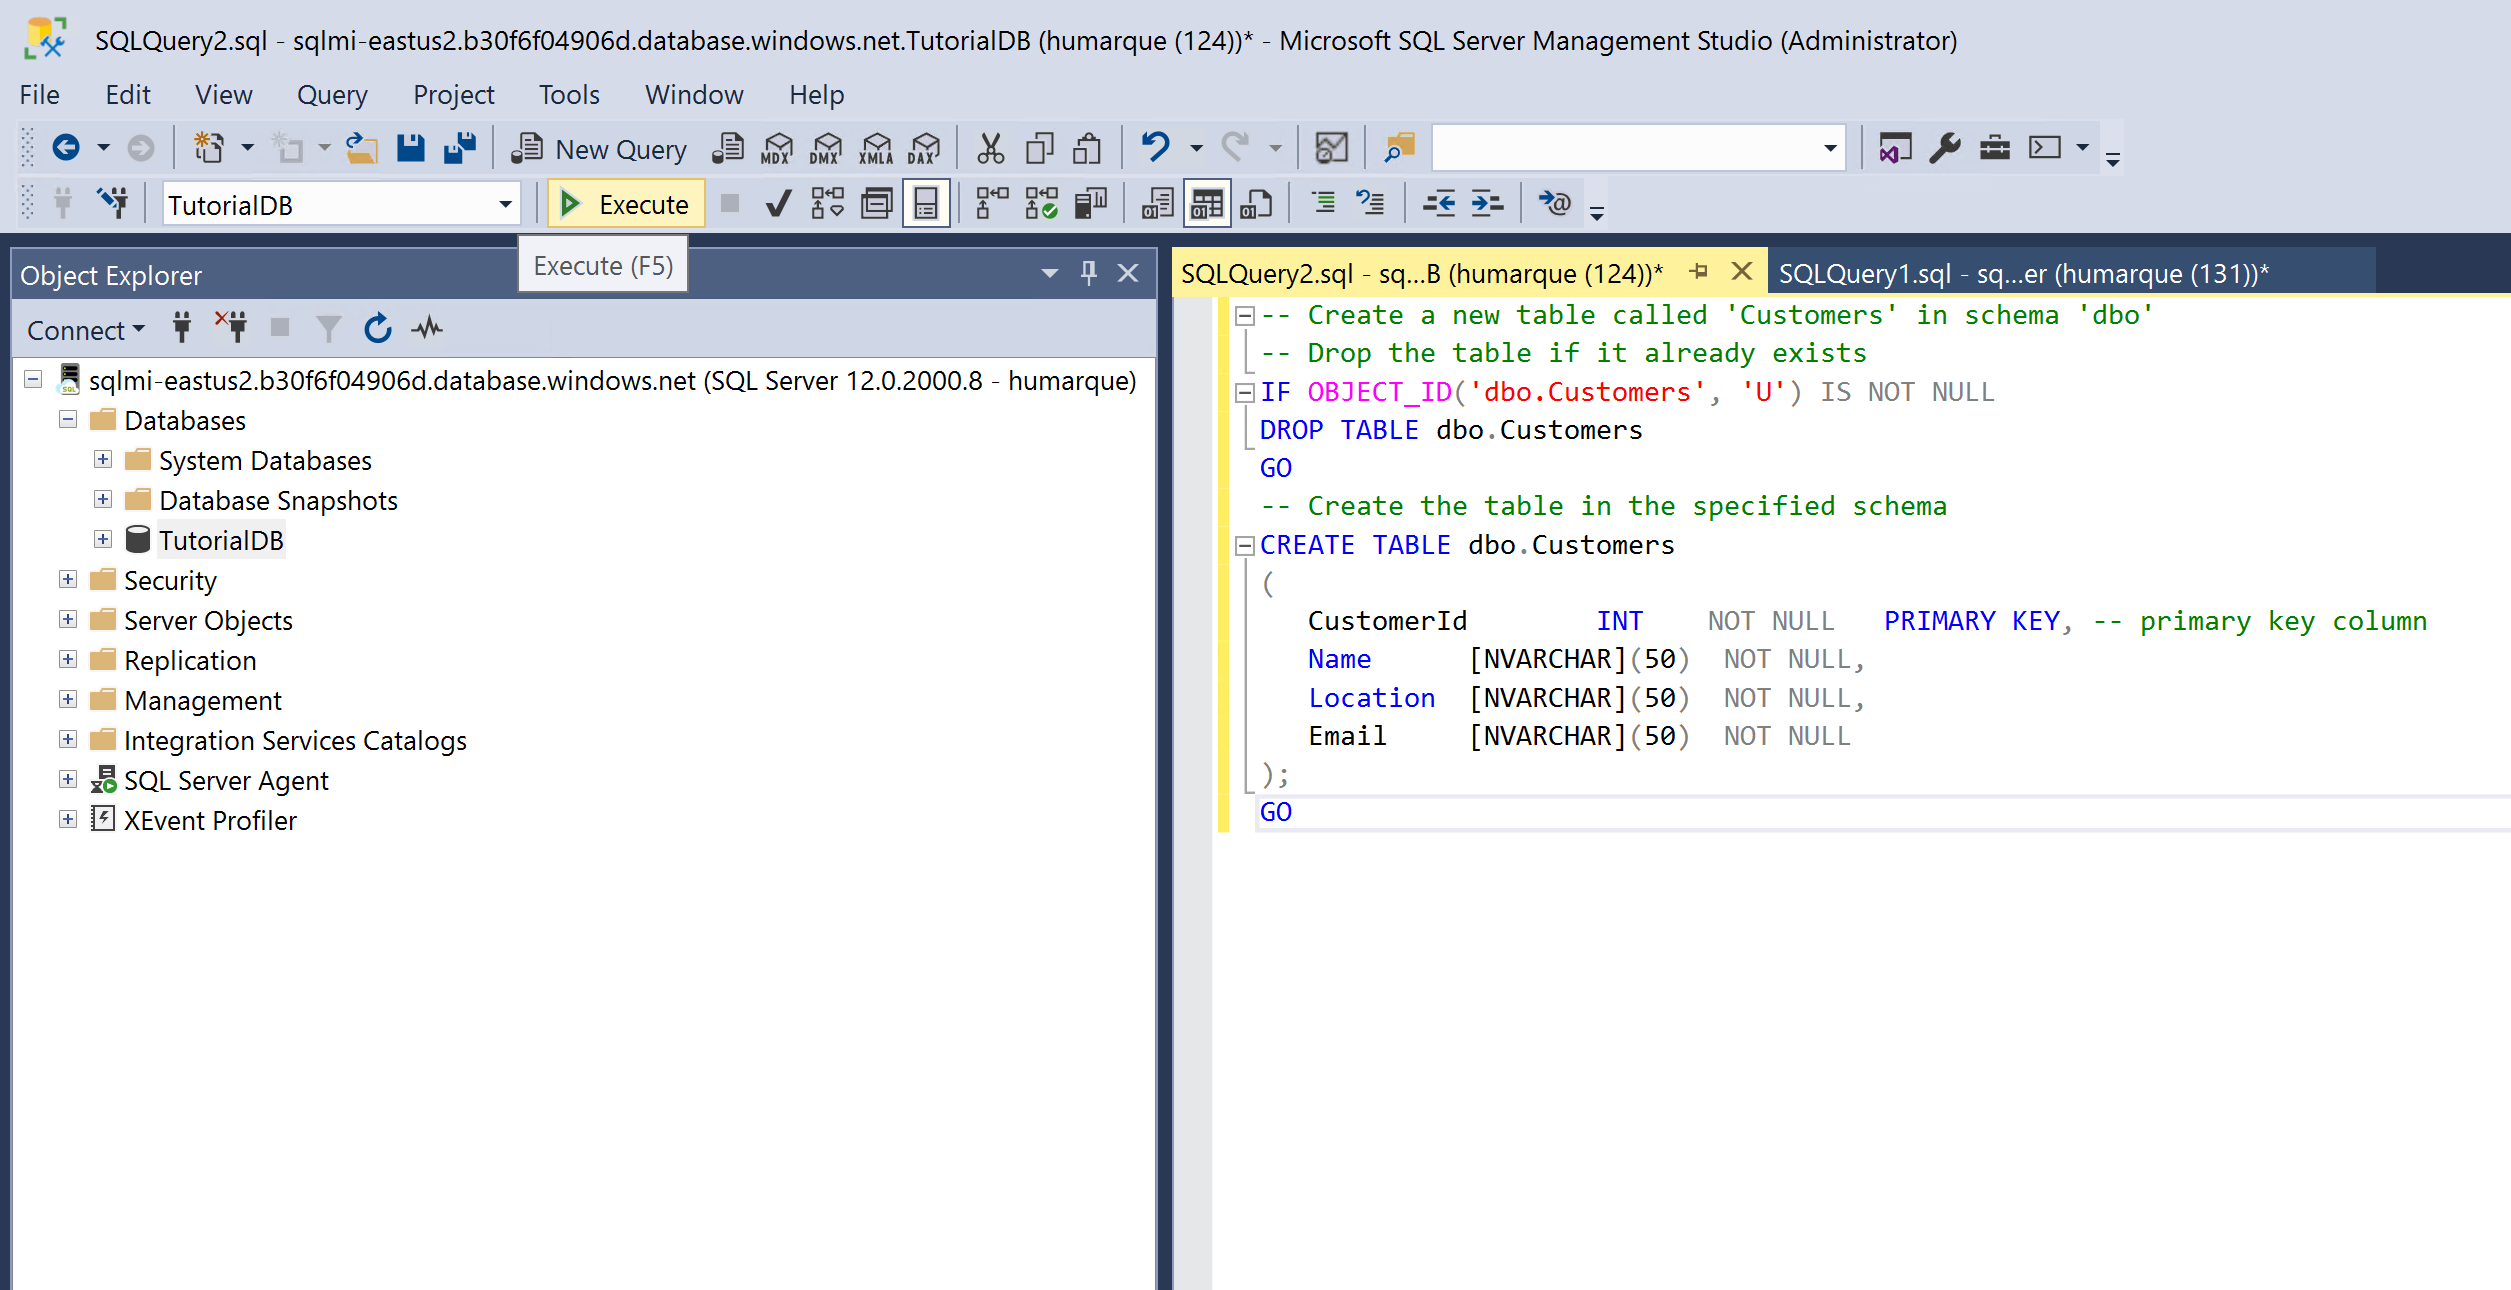 SQLQuery2.sql - sqlmi-eastus2.b30f6f04906d.database.windows.net.TutorialDB (humarque (124))* - Microsoft SQL Server Management Studio (Administrator)
File Edit View Query Project Tools Window Help
New Query MDX DMX XMLA DAX
TutorialDB Execute
Execute (F5)
Object Explorer
Connect
sqlmi-eastus2.b30f6f04906d.database.windows.net (SQL Server 12.0.2000.8 - humarque)
Databases
System Databases
Database Snapshots
TutorialDB
Security
Server Objects
Replication
Management
Integration Services Catalogs
SQL Server Agent
XEvent Profiler
SQLQuery2.sql - sq...B (humarque (124))* SQLQuery1.sql - sq...er (humarque (131))*
-- Create a new table called 'Customers' in schema 'dbo'
-- Drop the table if it already exists
IF OBJECT_ID('dbo.Customers', 'U') IS NOT NULL
DROP TABLE dbo.Customers
GO
-- Create the table in the specified schema
CREATE TABLE dbo.Customers
(
CustomerId INT NOT NULL PRIMARY KEY, -- primary key column
Name [NVARCHAR](50) NOT NULL,
Location [NVARCHAR](50) NOT NULL,
Email [NVARCHAR](50) NOT NULL
);
GO